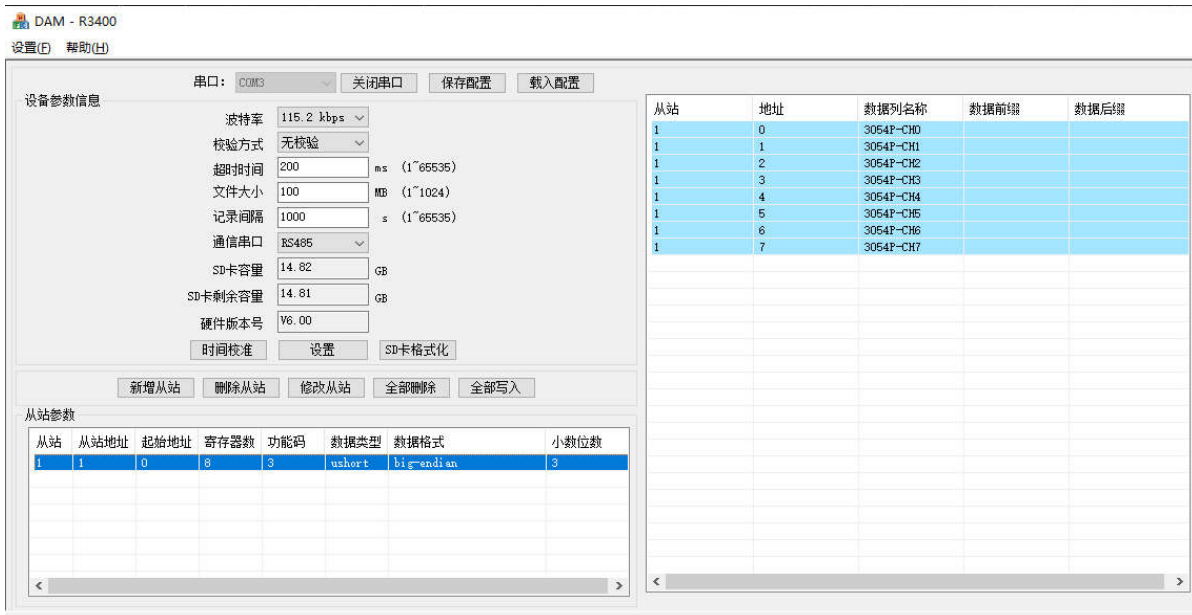 DAM - R3400
设置(F) 帮助(H)
串口: COM3 关闭串口 保存配置 载入配置
设备参数信息
波特率 115.2 kbps
校验方式 无校验
超时时间 200 ms (1~65535)
文件大小 100 MB (1~1024)
记录间隔 1000 s (1~65535)
通信串口 RS485
SD卡容量 14.82 GB
SD卡剩余容量 14.81 GB
硬件版本号 V6.00
时间校准 设置 SD卡格式化
新增从站 删除从站 修改从站 全部删除 全部写入
从站参数
从站 从站地址 起始地址 寄存器数 功能码 数据类型 数据格式 小数位数
1 1 0 8 3 ushort big-endian 3
从站 地址 数据列名称 数据前缀 数据后缀
1 0 3054P-CH0
1 1 3054P-CH1
1 2 3054P-CH2
1 3 3054P-CH3
1 4 3054P-CH4
1 5 3054P-CH5
1 6 3054P-CH6
1 7 3054P-CH7